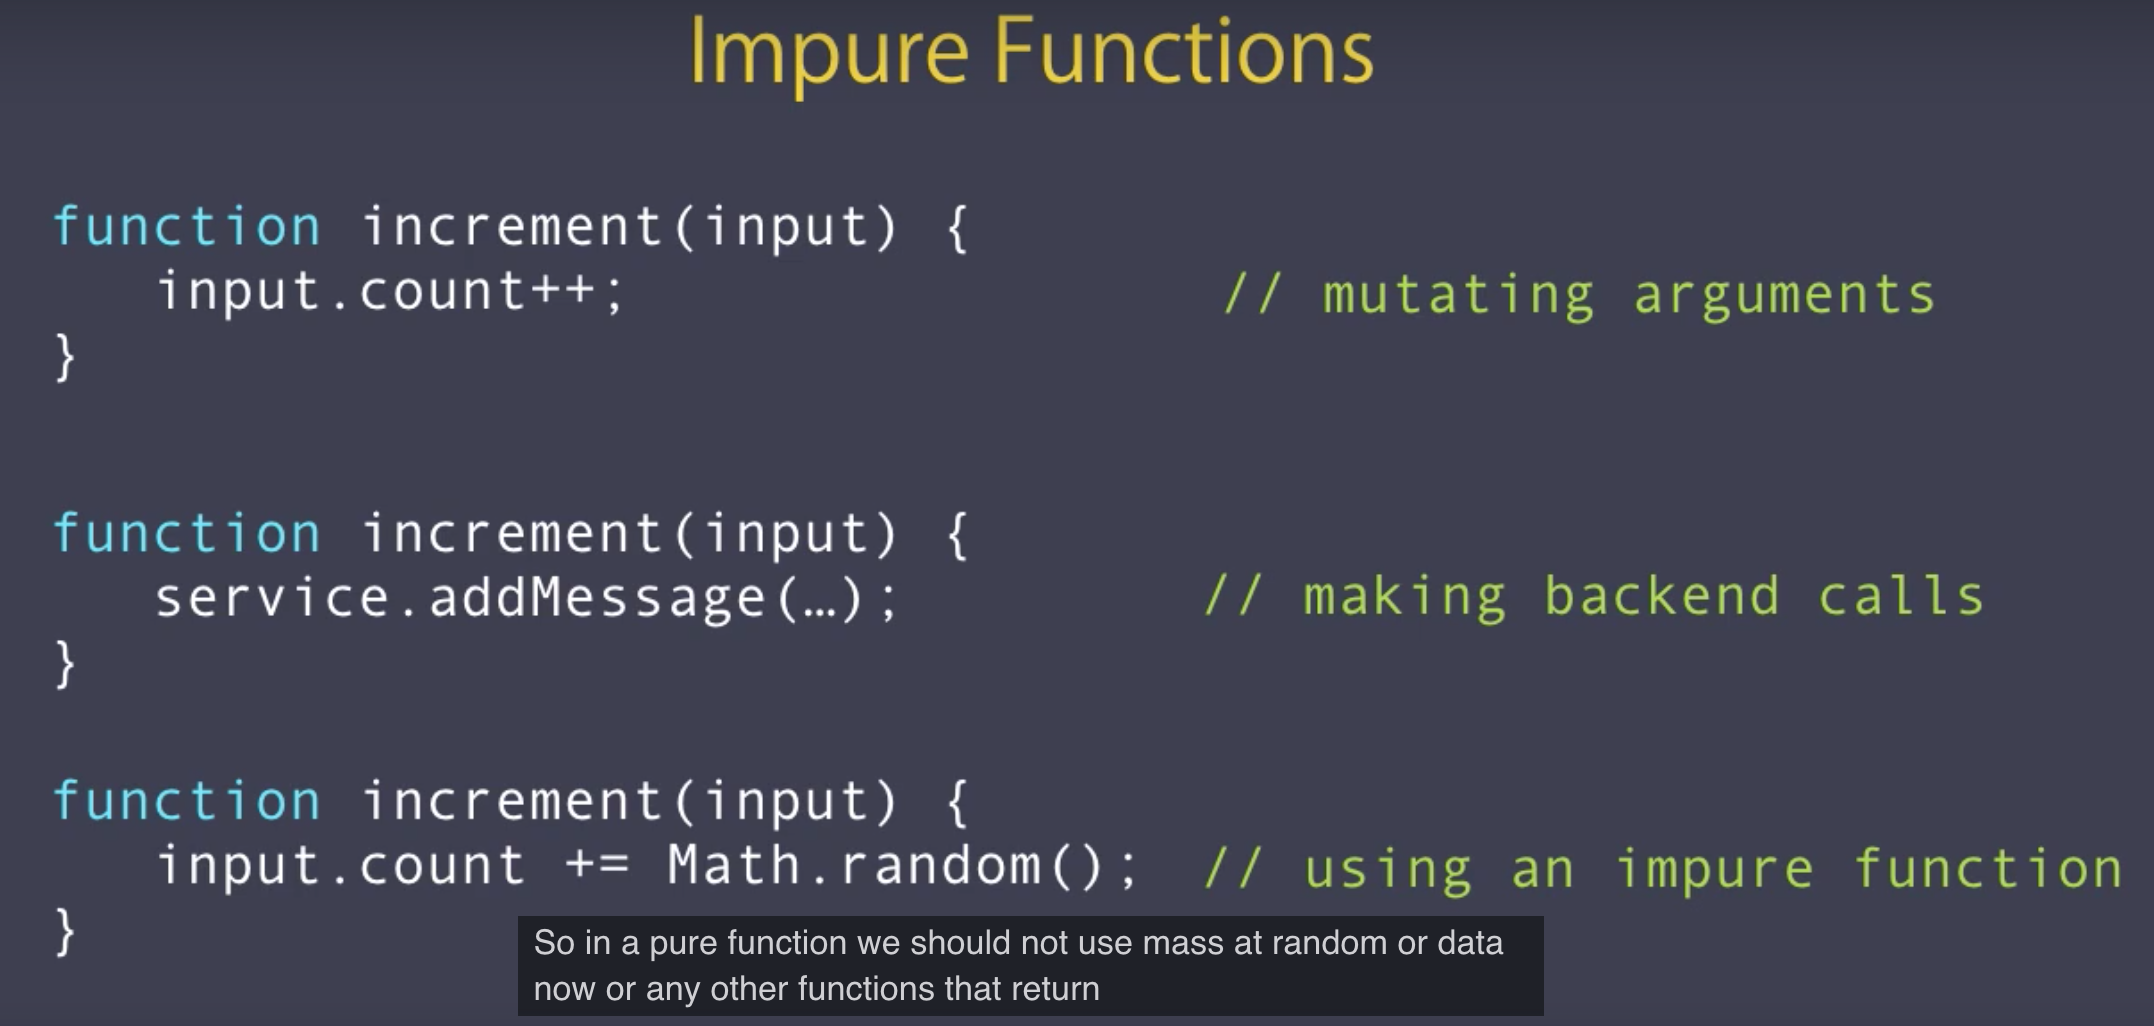 Impure Functions
function increment(input) {
input.count++; // mutating arguments
}
function increment(input) {
service.addMessage(…); // making backend calls
}
function increment(input) {
input.count += Math.random(); // using an impure function
}
So in a pure function we should not use mass at random or data
now or any other functions that return